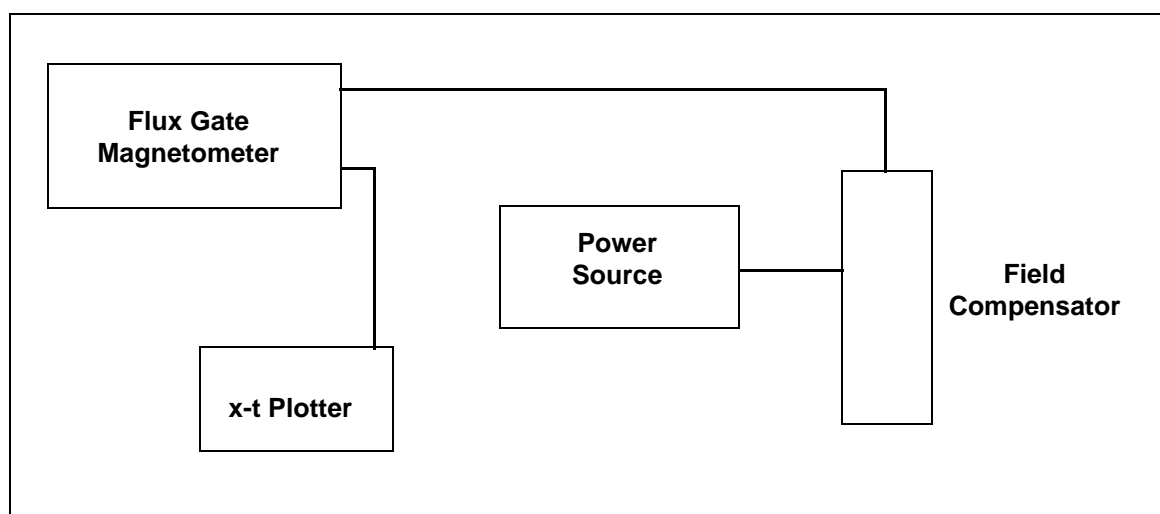 Flux Gate
Magnetometer
Power
Source
Field
Compensator
x-t Plotter